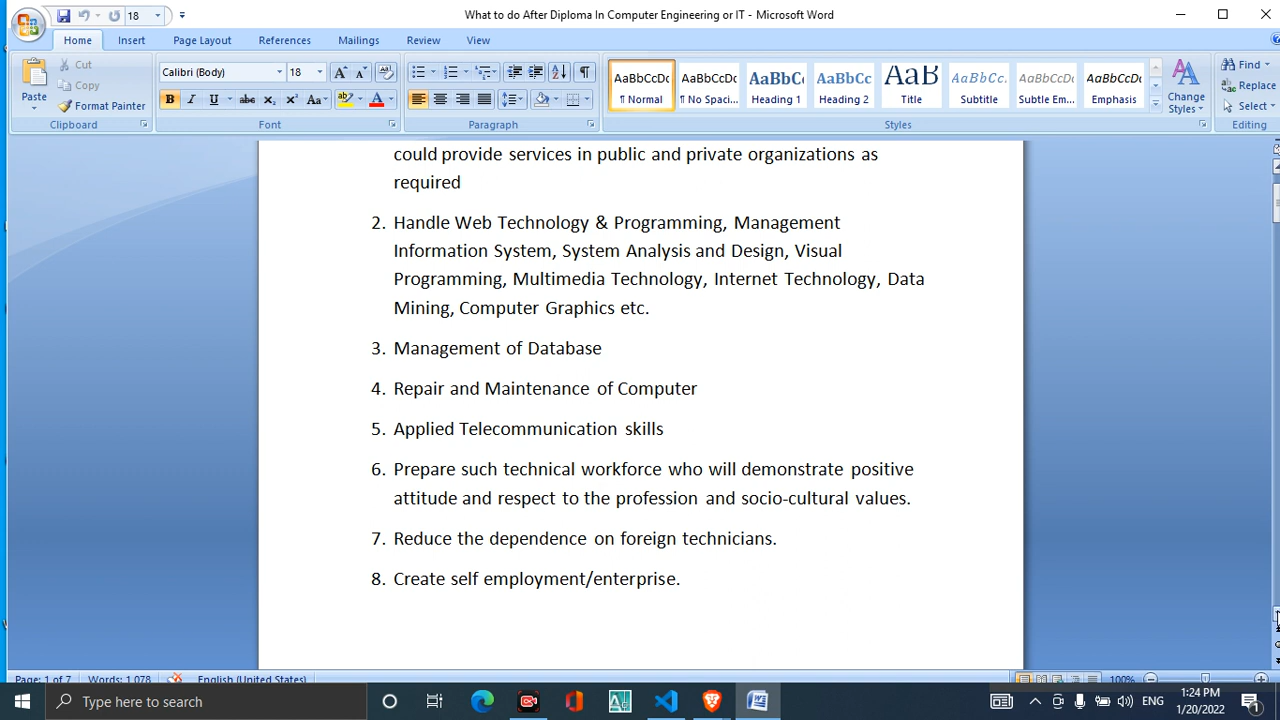 18
What to do After Diploma In Computer Engineering or IT - Microsoft Word
Home Insert Page Layout References Mailings Review View
Paste
Cut
Copy
Format Painter
Clipboard
Calibri (Body) 18
B I U abc x₂ x² Aa
Font
Paragraph
AaBbCcDc AaBbCcDc AaBbCc AaBbCc AaB AaBbCc. AaBbCcDc AaBbCcDc
¶ Normal ¶ No Spaci... Heading 1 Heading 2 Title Subtitle Subtle Em... Emphasis
Styles
Change
Styles
Find
Replace
Select
Editing
could provide services in public and private organizations as
required
2. Handle Web Technology & Programming, Management
Information System, System Analysis and Design, Visual
Programming, Multimedia Technology, Internet Technology, Data
Mining, Computer Graphics etc.
3. Management of Database
4. Repair and Maintenance of Computer
5. Applied Telecommunication skills
6. Prepare such technical workforce who will demonstrate positive
attitude and respect to the profession and socio-cultural values.
7. Reduce the dependence on foreign technicians.
8. Create self employment/enterprise.
Page: 1 of 7 Words: 1,078 English (United States) 100%
Type here to search
ENG
1:24 PM
1/20/2022
1